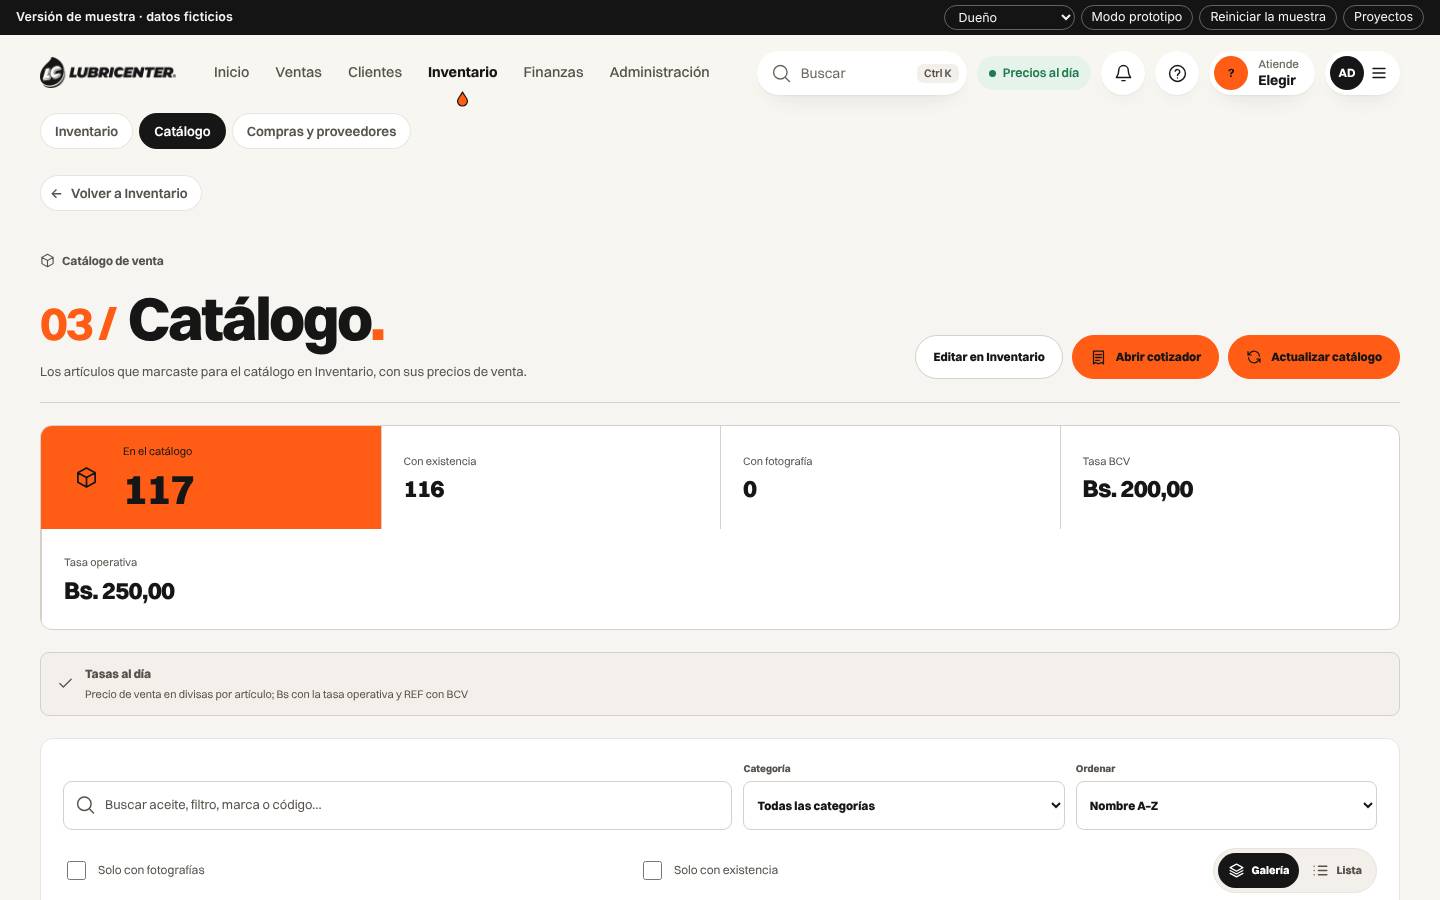 Versión de muestra · datos ficticios
Dueño
Modo prototipo
Reiniciar la muestra
Proyectos
LG LUBRICENTER
Inicio
Ventas
Clientes
Inventario
Finanzas
Administración
Buscar
Ctrl K
Precios al día
?
Atiende
Elegir
AD
Inventario
Catálogo
Compras y proveedores
← Volver a Inventario
Catálogo de venta
03 / Catálogo.
Los artículos que marcaste para el catálogo en Inventario, con sus precios de venta.
Editar en Inventario
Abrir cotizador
Actualizar catálogo
En el catálogo
117
Con existencia
116
Con fotografía
0
Tasa BCV
Bs. 200,00
Tasa operativa
Bs. 250,00
Tasas al día
Precio de venta en divisas por artículo; Bs con la tasa operativa y REF con BCV
Buscar aceite, filtro, marca o código...
Categoría
Todas las categorías
Ordenar
Nombre A–Z
Solo con fotografías
Solo con existencia
Galería
Lista